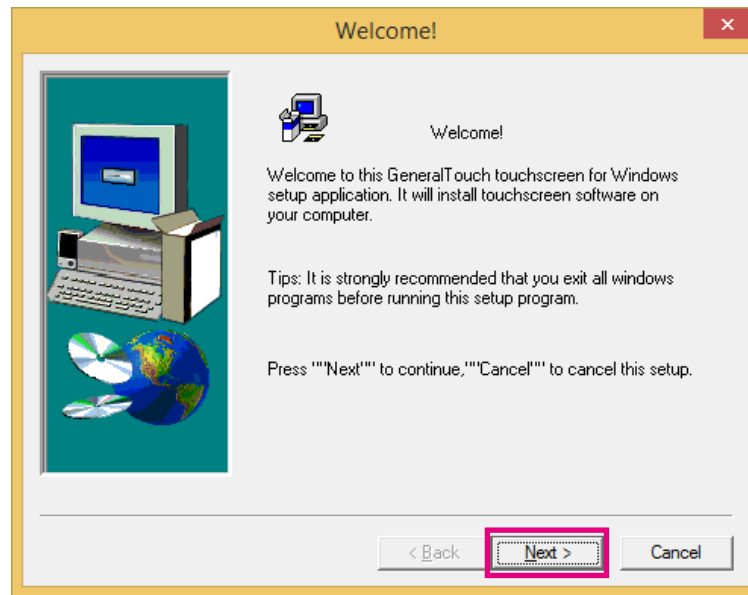 Welcome!
Welcome!
Welcome to this GeneralTouch touchscreen for Windows
setup application. It will install touchscreen software on
your computer.
Tips: It is strongly recommended that you exit all windows
programs before running this setup program.
Press ""Next"" to continue,""Cancel"" to cancel this setup.
< Back
Next >
Cancel